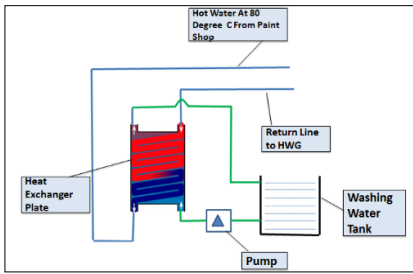 Hot Water At 80
Degree C From Paint
Shop
Return Line
to HWG
Heat
Exchanger
Plate
Washing
Water
Tank
Pump